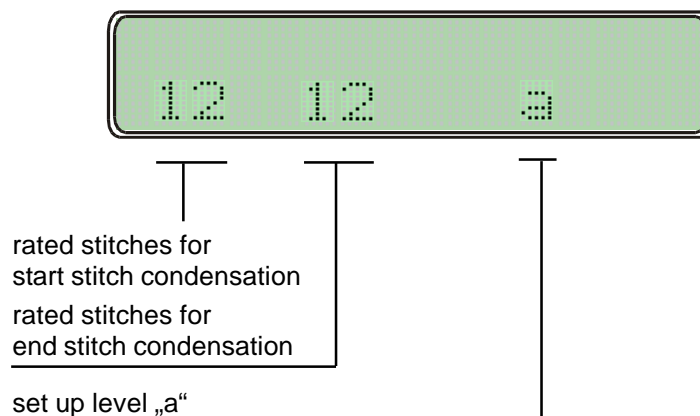 12 12 a
rated stitches for
start stitch condensation
rated stitches for
end stitch condensation
set up level „a“